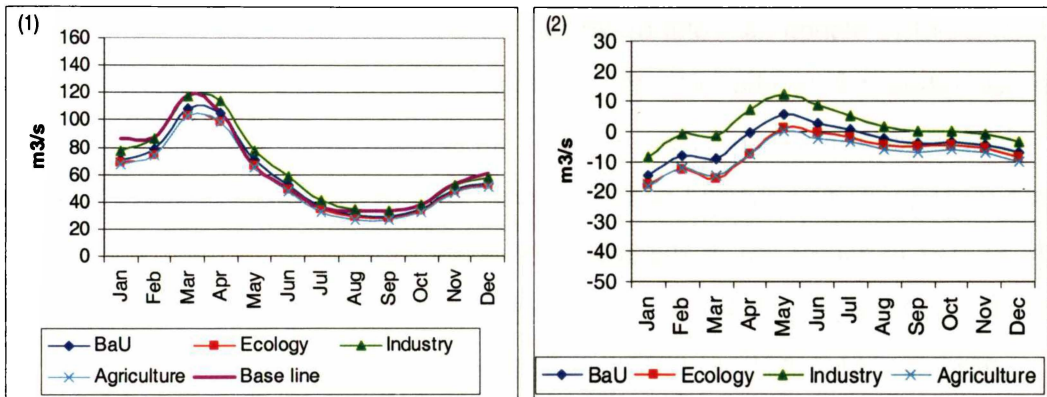 (1)
160
140
120
100
80
60
40
20
0
m3/s
Jan
Feb
Mar
Apr
May
Jun
Jul
Aug
Sep
Oct
Nov
Dec
BaU Ecology Industry
Agriculture Base line
(2)
30
20
10
0
-10
-20
-30
-40
-50
m3/s
Jan
Feb
Mar
Apr
May
Jun
Jul
Aug
Sep
Oct
Nov
Dec
BaU Ecology Industry Agriculture